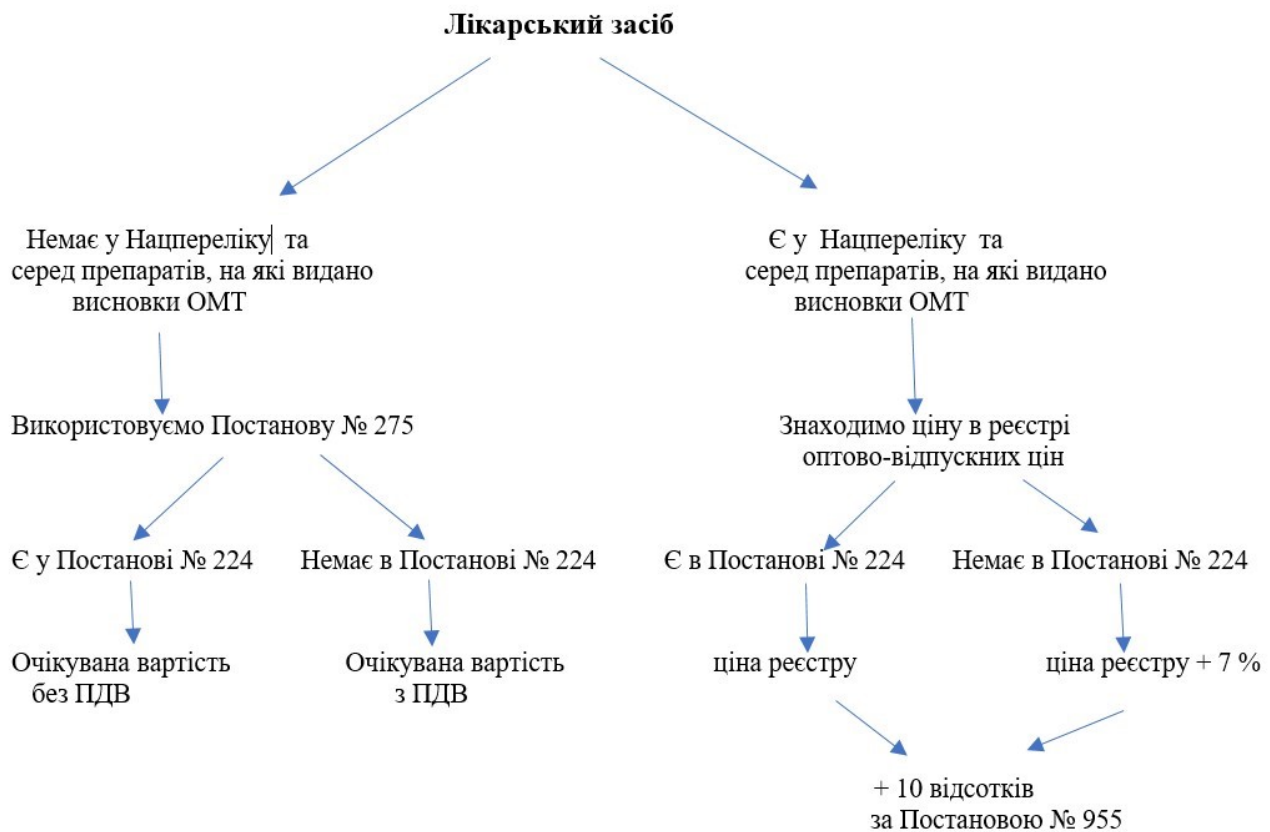 Лікарський засіб
Немає у Нацпереліку та
серед препаратів, на які видано
висновки ОМТ
Є у Нацпереліку та
серед препаратів, на які видано
висновки ОМТ
Використовуємо Постанову № 275
Знаходимо ціну в реєстрі
оптово-відпускних цін
Є у Постанові № 224
Немає в Постанові № 224
Є в Постанові № 224
Немає в Постанові № 224
Очікувана вартість
без ПДВ
Очікувана вартість
з ПДВ
ціна реєстру
ціна реєстру + 7 %
+ 10 відсотків
за Постановою № 955